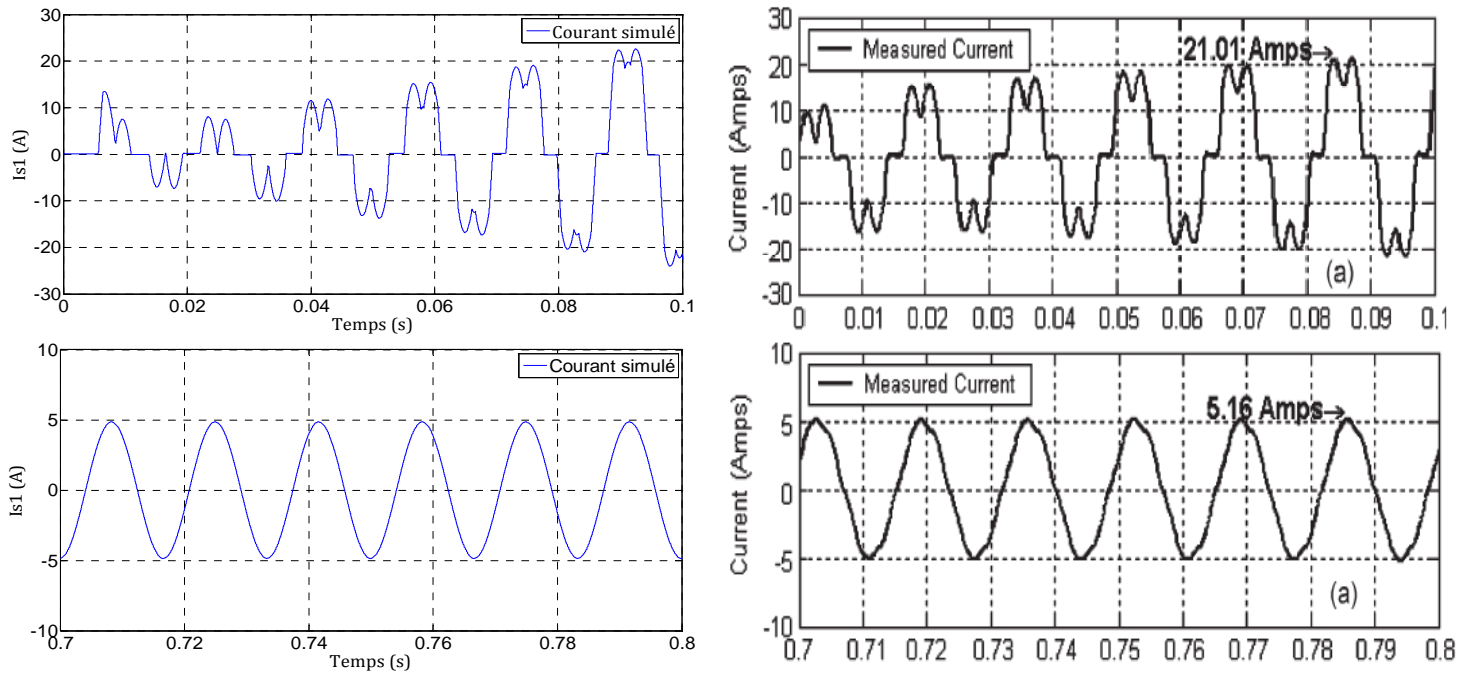 30
20
10
0
-10
-20
-30
Is1 (A)
Courant simulé
0 0.02 0.04 0.06 0.08 0.1
Temps (s)
30
20
10
0
-10
-20
-30
Current (Amps)
Measured Current
21.01 Amps→
(a)
0 0.01 0.02 0.03 0.04 0.05 0.06 0.07 0.08 0.09 0.1
10
5
0
-5
-10
Is1 (A)
Courant simulé
0.7 0.72 0.74 0.76 0.78 0.8
Temps (s)
10
5
0
-5
-10
Current (Amps)
Measured Current
5.16 Amps→
(a)
0.7 0.71 0.72 0.73 0.74 0.75 0.76 0.77 0.78 0.79 0.8